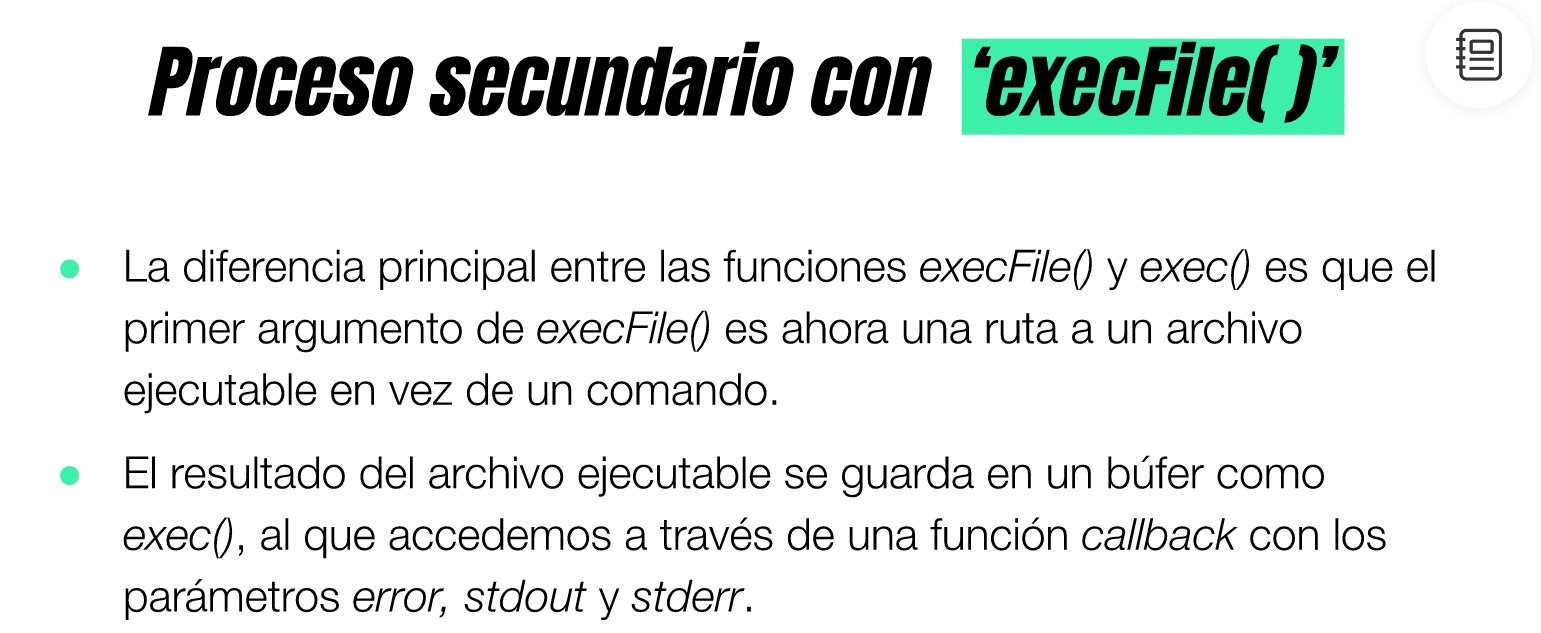 Proceso secundario con ‘execFile( )’
La diferencia principal entre las funciones execFile() y exec() es que el
primer argumento de execFile() es ahora una ruta a un archivo
ejecutable en vez de un comando.
El resultado del archivo ejecutable se guarda en un búfer como
exec(), al que accedemos a través de una función callback con los
parámetros error, stdout y stderr.